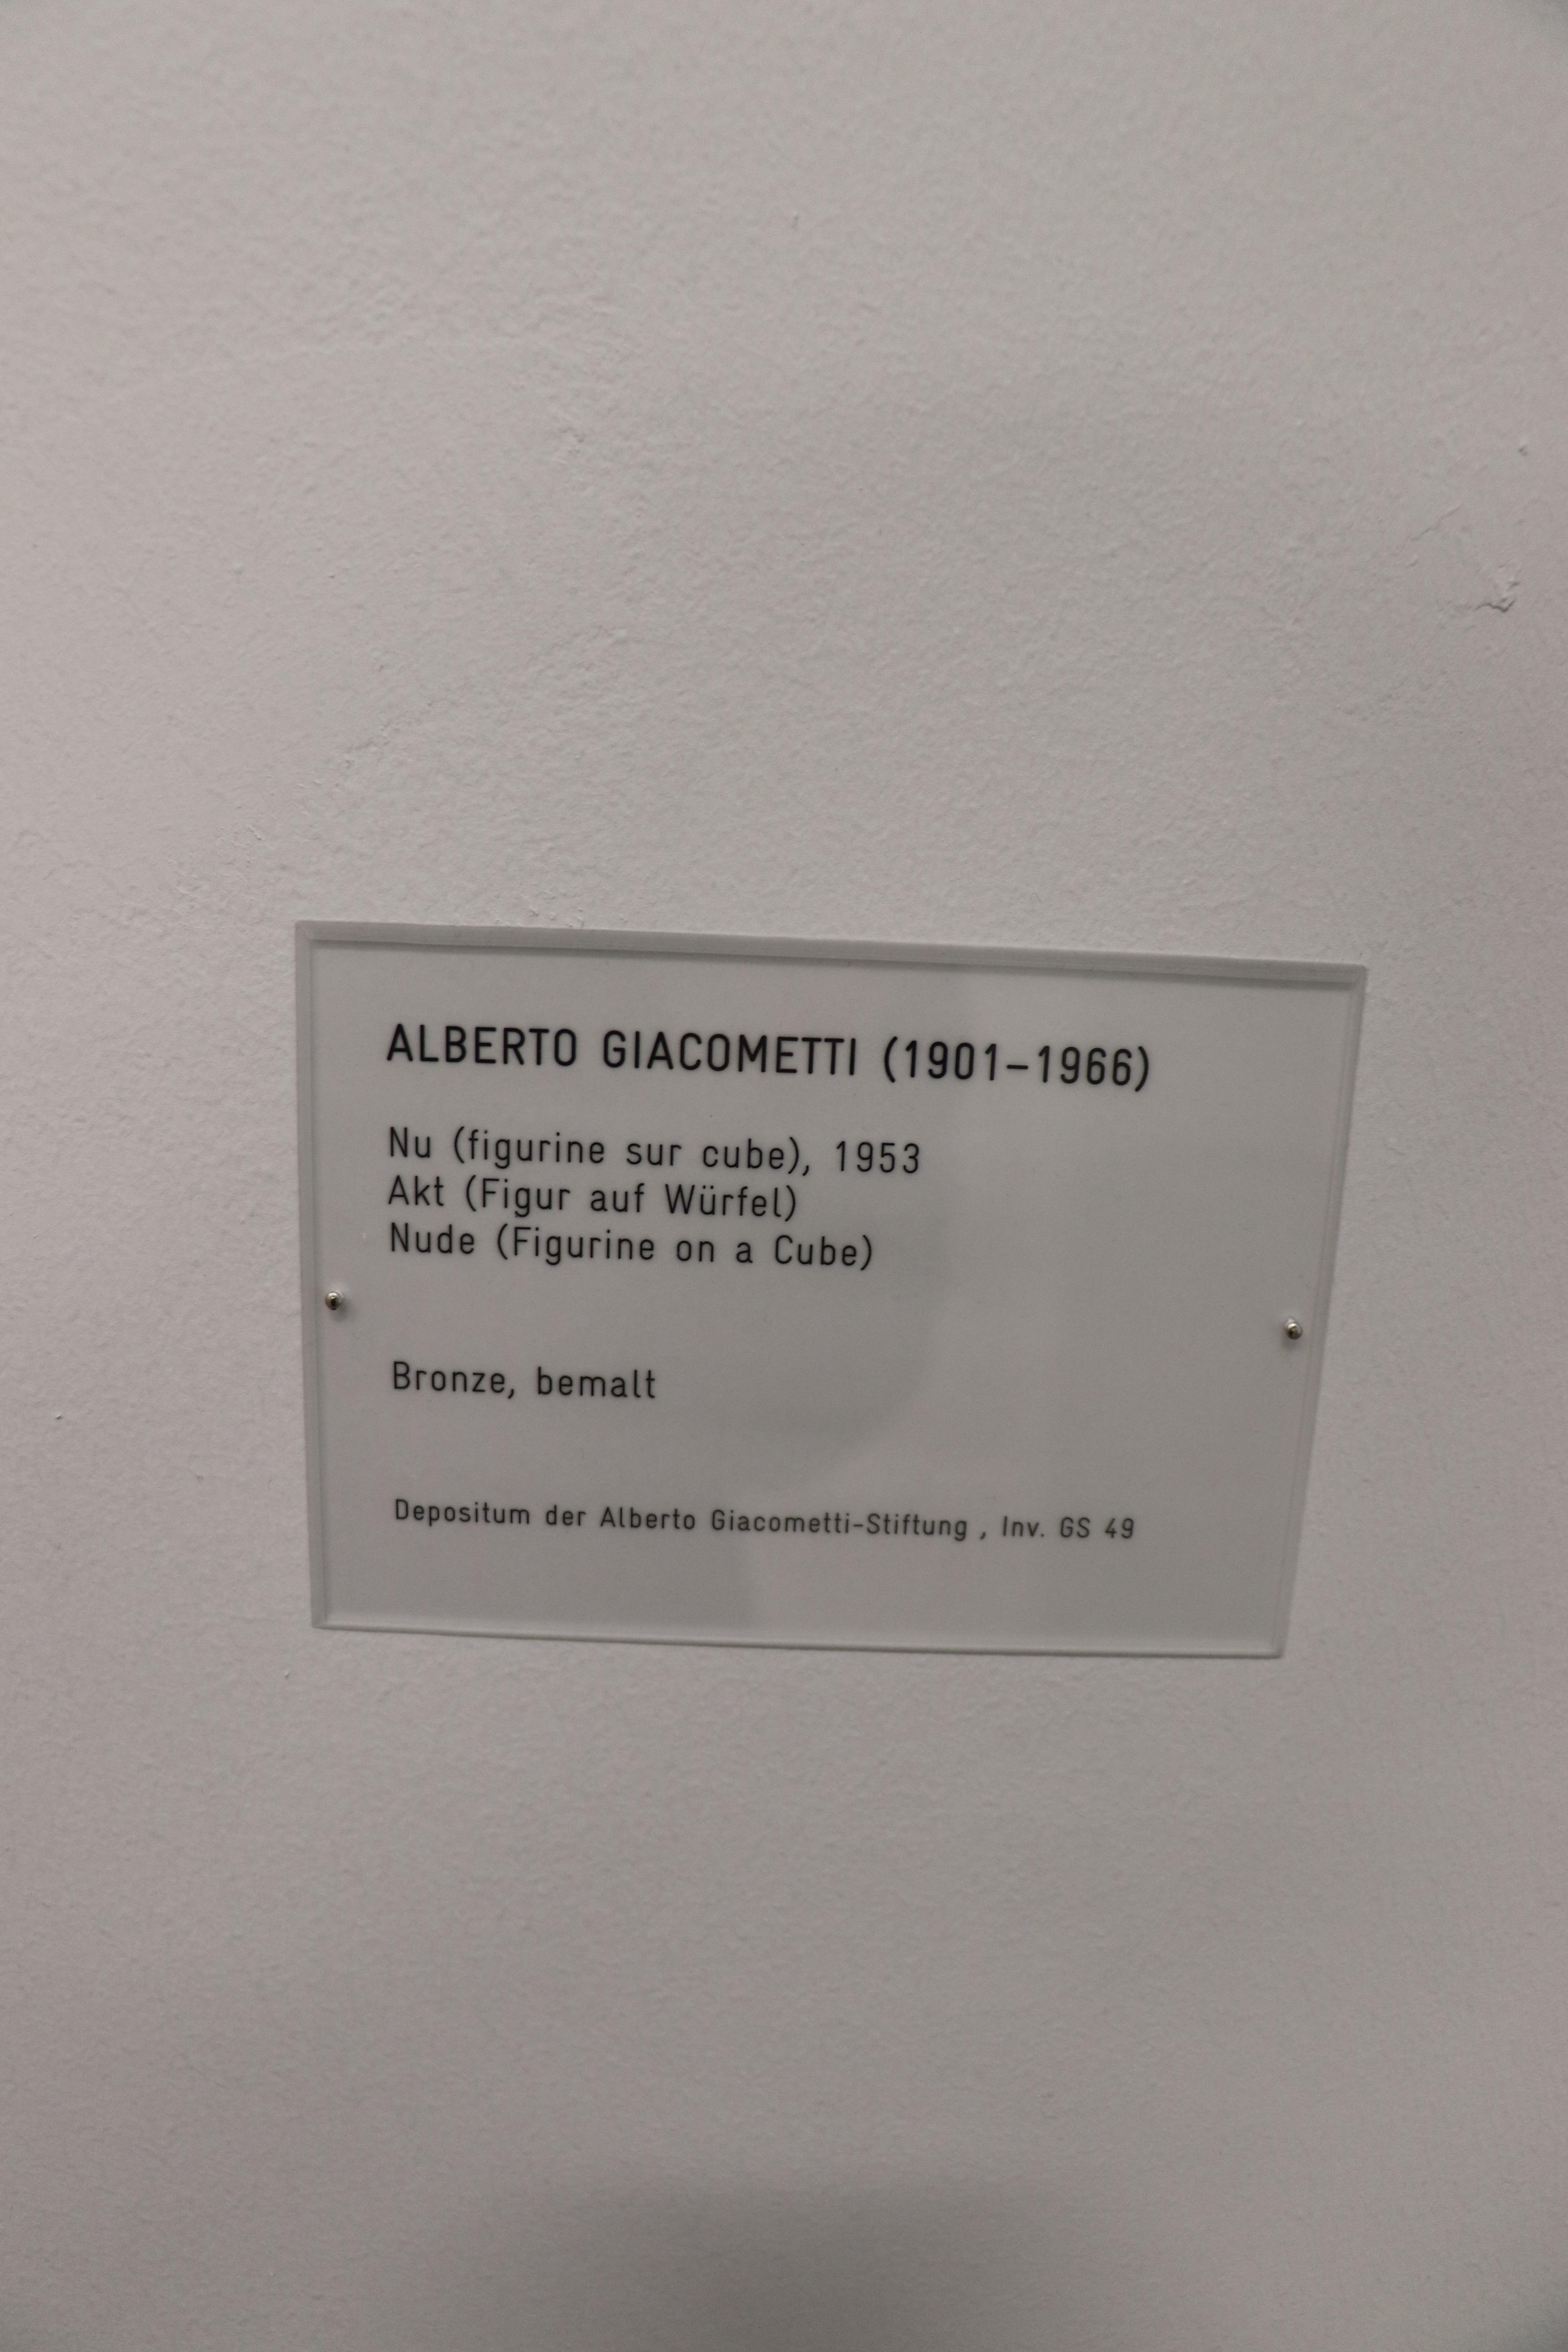 ALBERTO GIACOMETTI (1901–1966)
Nu (figurine sur cube), 1953
Akt (Figur auf Würfel)
Nude (Figurine on a Cube)
Bronze, bemalt
Depositum der Alberto Giacometti-Stiftung , Inv. GS 49